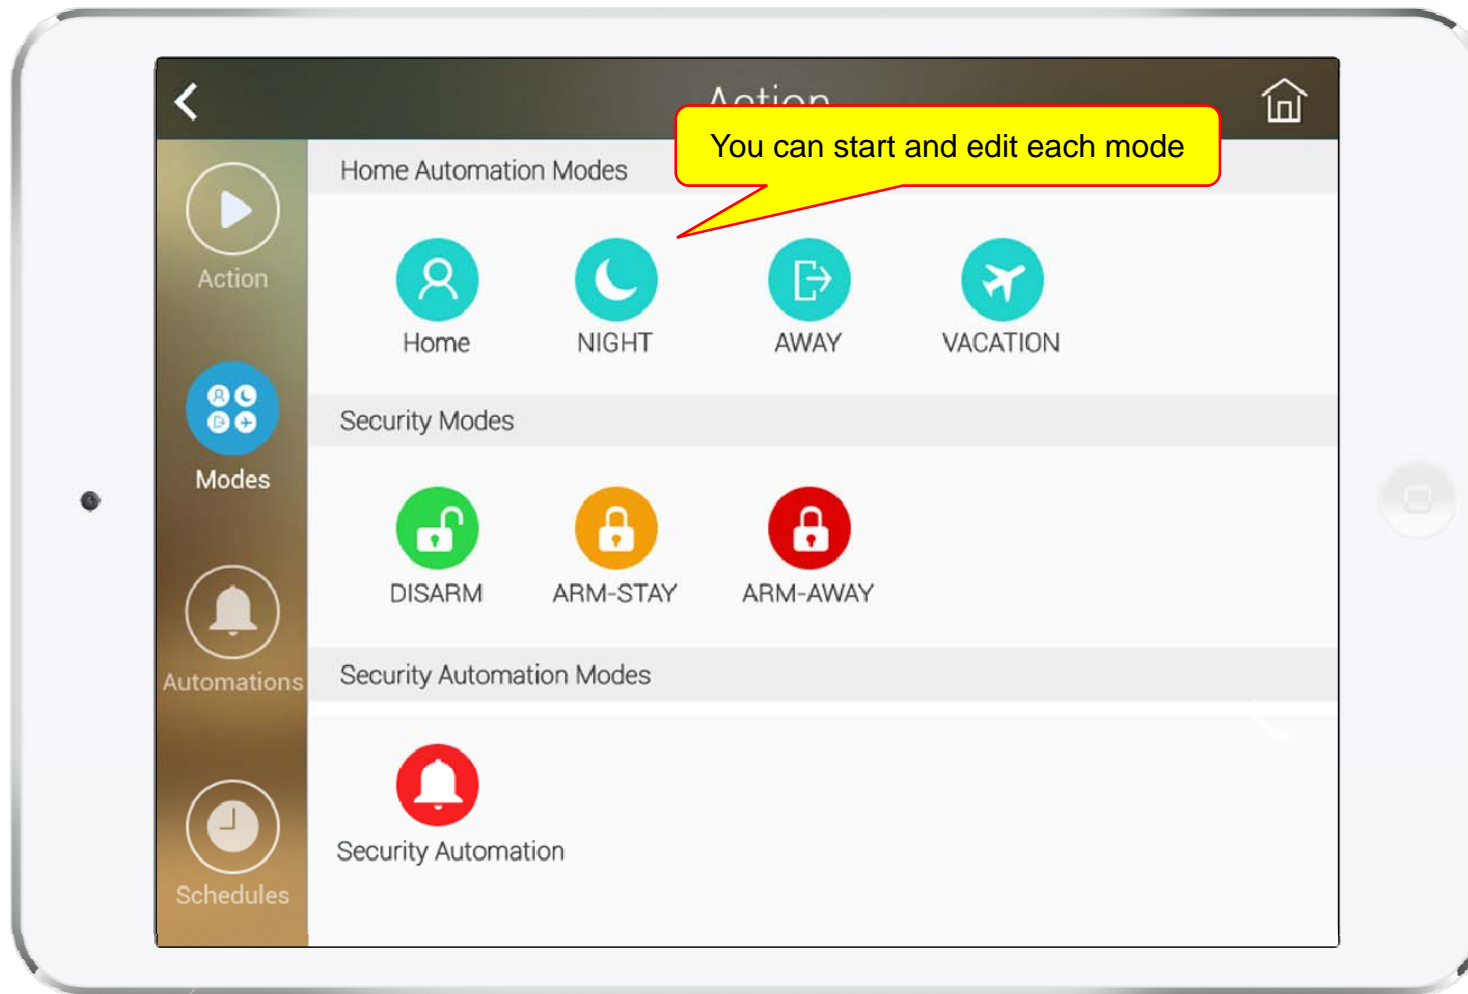 Action
You can start and edit each mode
Home Automation Modes
Action
Home
NIGHT
AWAY
VACATION
Modes
Security Modes
DISARM
ARM-STAY
ARM-AWAY
Automations
Security Automation Modes
Security Automation
Schedules